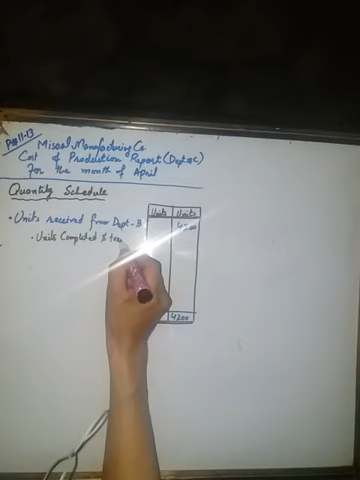 P# 11-13
Misaal Manufacturing Co.
Cost of Production Report (Dept-C)
For the month of April
Quantity Schedule
Units Units
• Units received from Dept-B 4200
• Units Completed &
4200